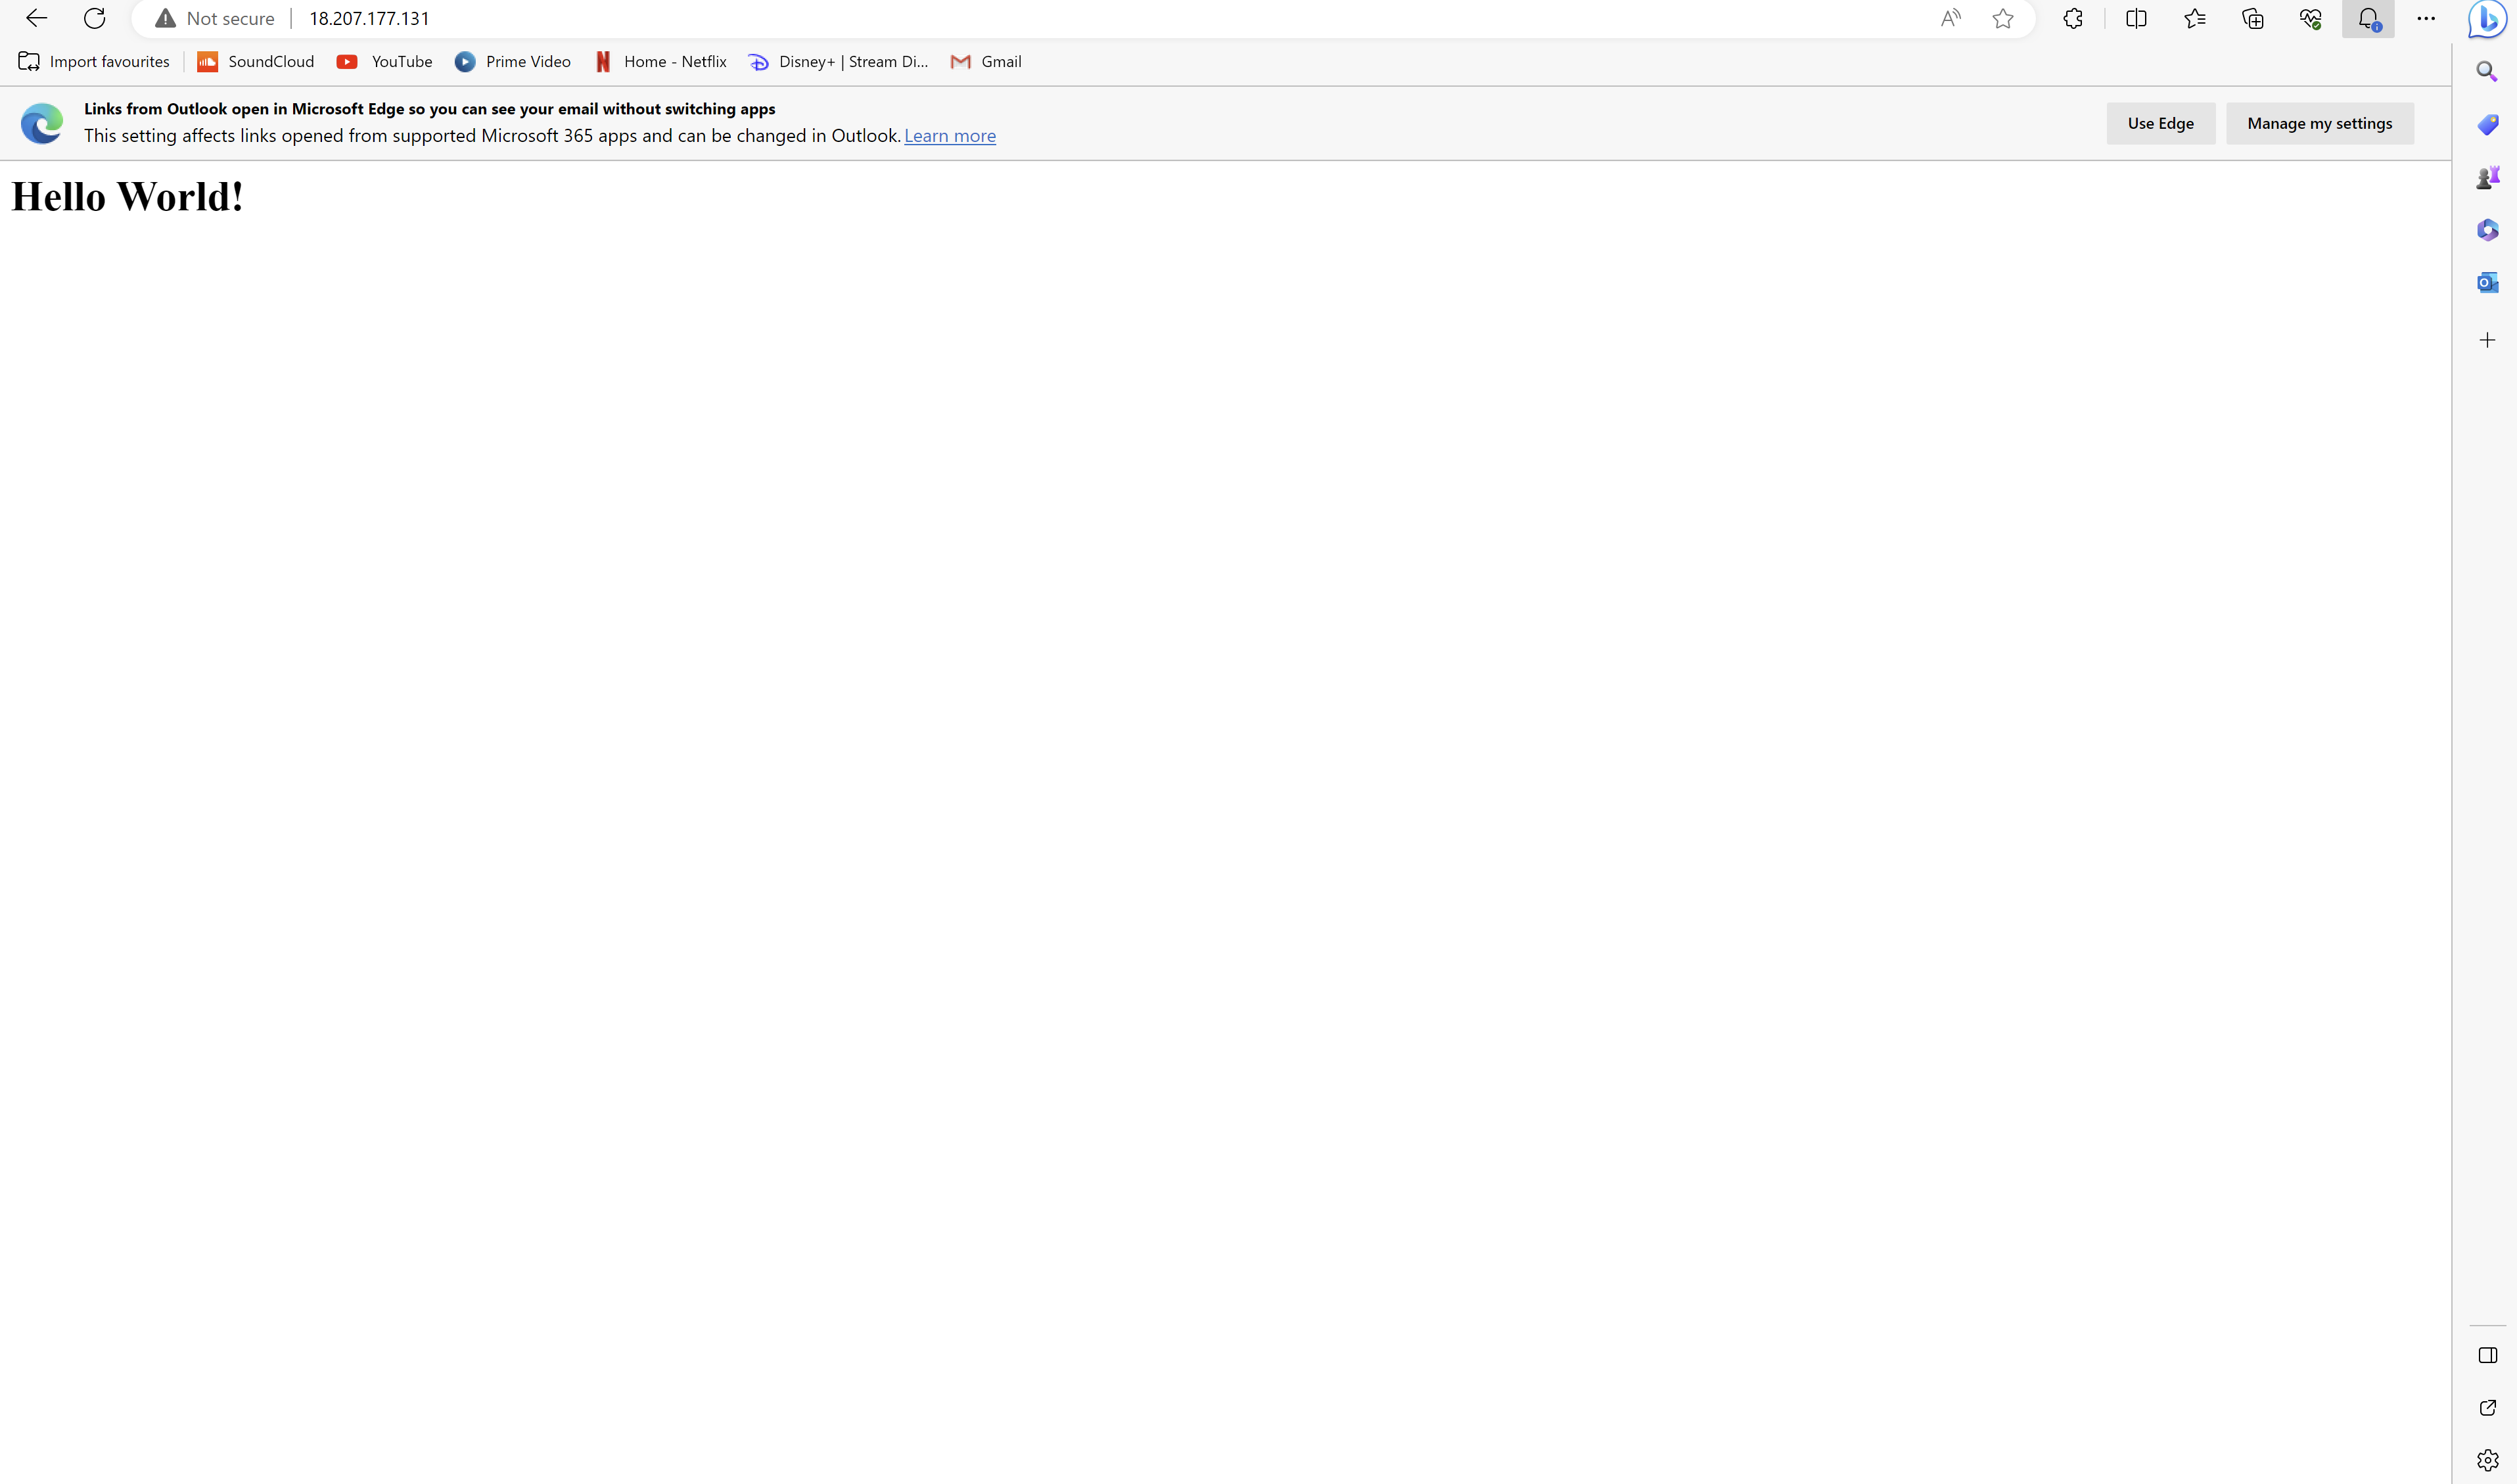 Not secure | 18.207.177.131
Import favourites SoundCloud YouTube Prime Video Home - Netflix Disney+ | Stream Di... Gmail
Links from Outlook open in Microsoft Edge so you can see your email without switching apps
This setting affects links opened from supported Microsoft 365 apps and can be changed in Outlook. Learn more
Use Edge Manage my settings
Hello World!